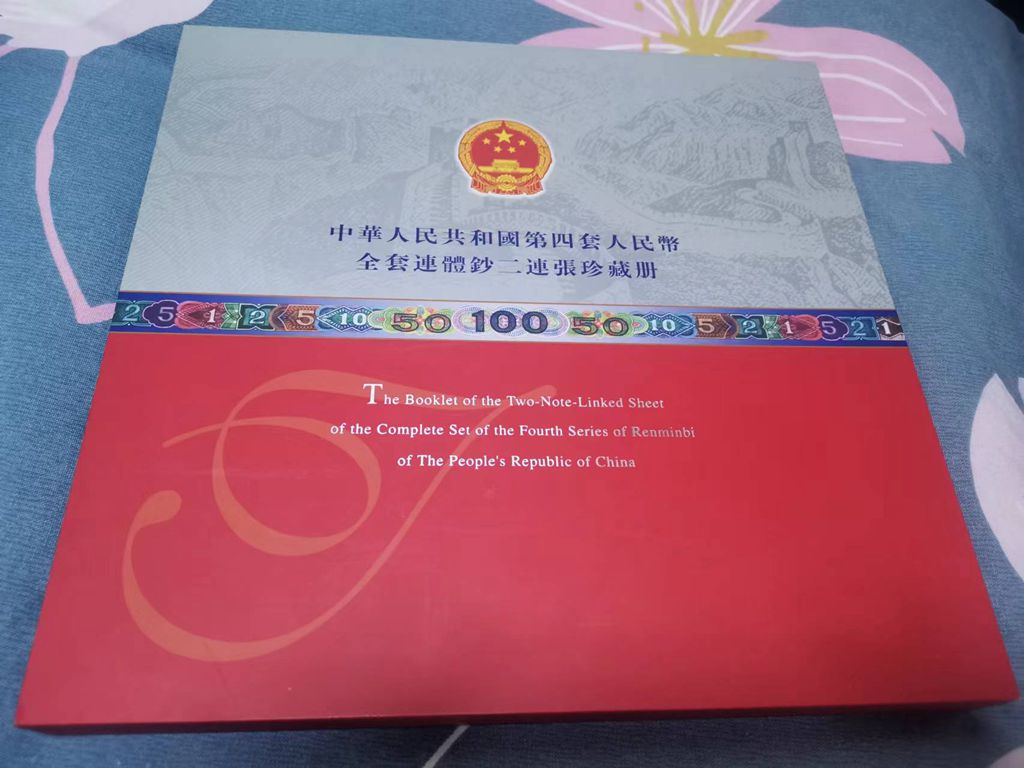 中華人民共和國第四套人民幣
全套連體鈔二連張珍藏册
2 5 1 2 5 10 50 100 50 10 5 2 1 5 2 1
The Booklet of the Two-Note-Linked Sheet
of the Complete Set of the Fourth Series of Renminbi
of The People's Republic of China